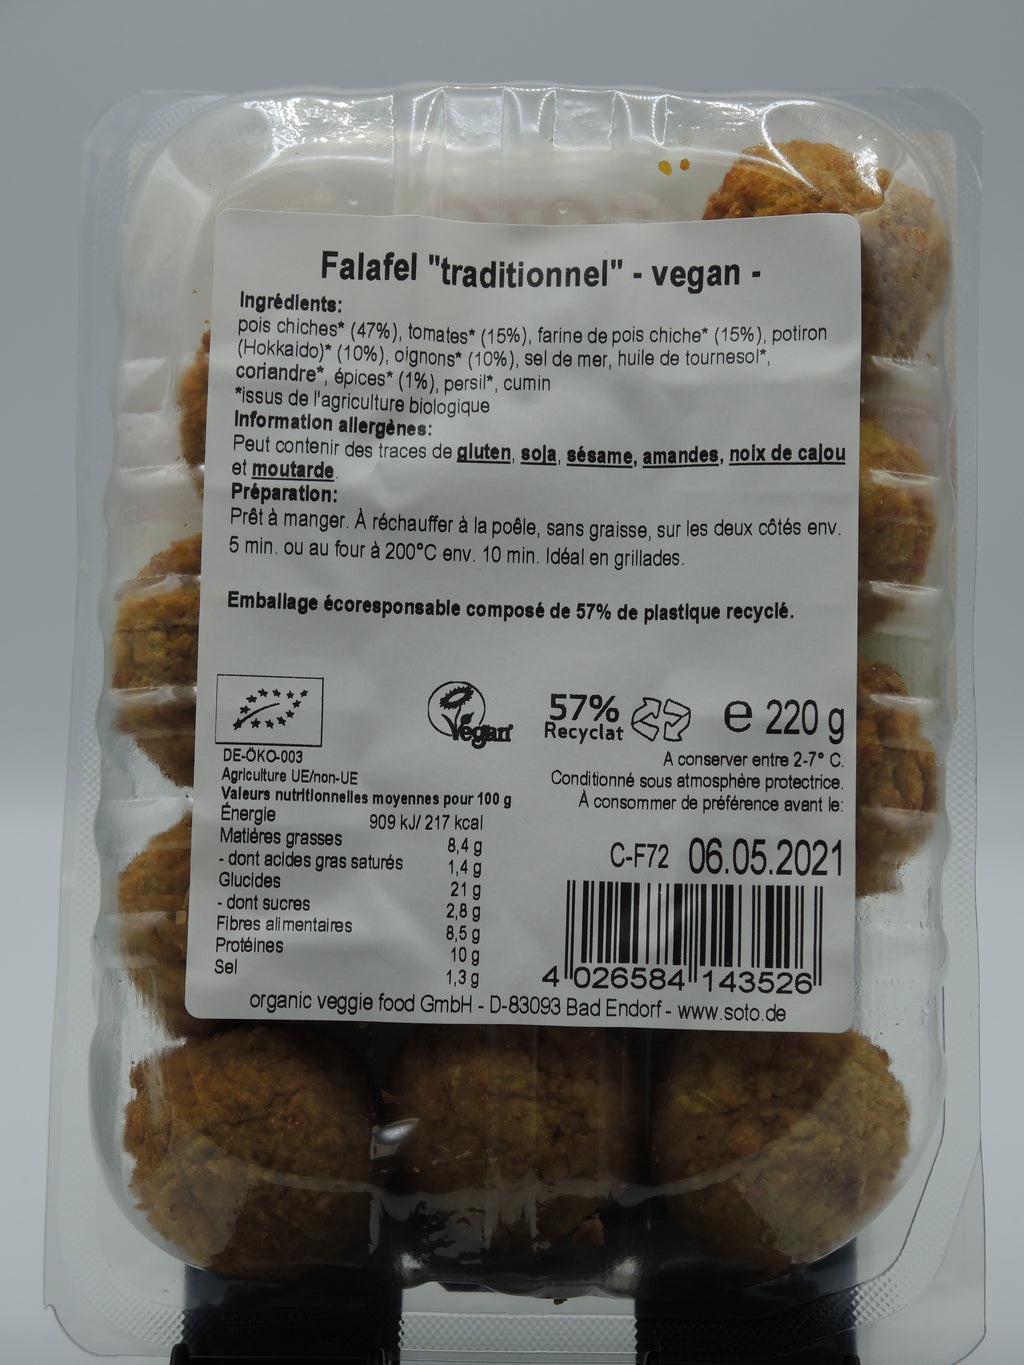 Falafel "traditionnel" - vegan -
Ingrédients:
pois chiches* (47%), tomates* (15%), farine de pois chiche* (15%), potiron
(Hokkaido)* (10%), oignons* (10%), sel de mer, huile de tournesol*,
coriandre*, épices* (1%), persil*, cumin
*issus de l'agriculture biologique
Information allergènes:
Peut contenir des traces de gluten, soja, sésame, amandes, noix de cajou
et moutarde.
Préparation:
Prêt à manger. À réchauffer à la poêle, sans graisse, sur les deux côtés env.
5 min. ou au four à 200°C env. 10 min. Idéal en grillades.
Emballage écoresponsable composé de 57% de plastique recyclé.
Vegan
57%
Recyclat
e 220 g
DE-ÖKO-003
Agriculture UE/non-UE
A conserver entre 2-7° C.
Conditionné sous atmosphère protectrice.
À consommer de préférence avant le:
C-F72 06.05.2021
Valeurs nutritionnelles moyennes pour 100 g
Énergie 909 kJ/ 217 kcal
Matières grasses 8,4 g
- dont acides gras saturés 1,4 g
Glucides 21 g
- dont sucres 2,8 g
Fibres alimentaires 8,5 g
Protéines 10 g
Sel 1,3 g
4 026584 143526
organic veggie food GmbH - D-83093 Bad Endorf - www.soto.de